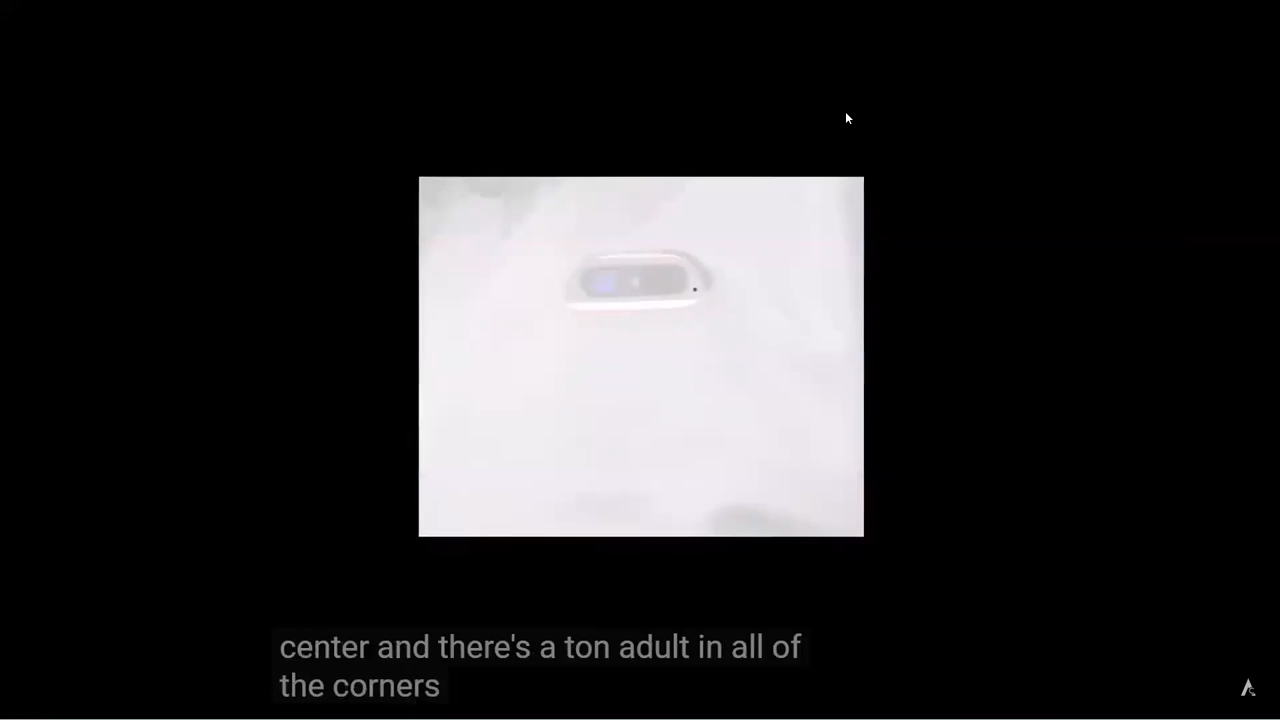 center and there's a ton adult in all of
the corners